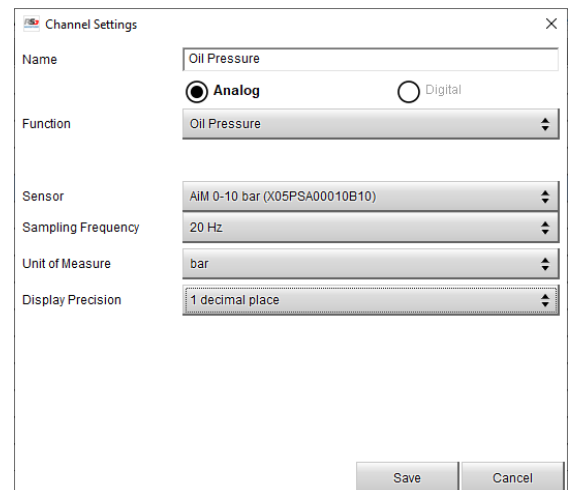 Channel Settings
Name Oil Pressure
Analog Digital
Function Oil Pressure
Sensor AiM 0-10 bar (X05PSA00010B10)
Sampling Frequency 20 Hz
Unit of Measure bar
Display Precision 1 decimal place
Save Cancel